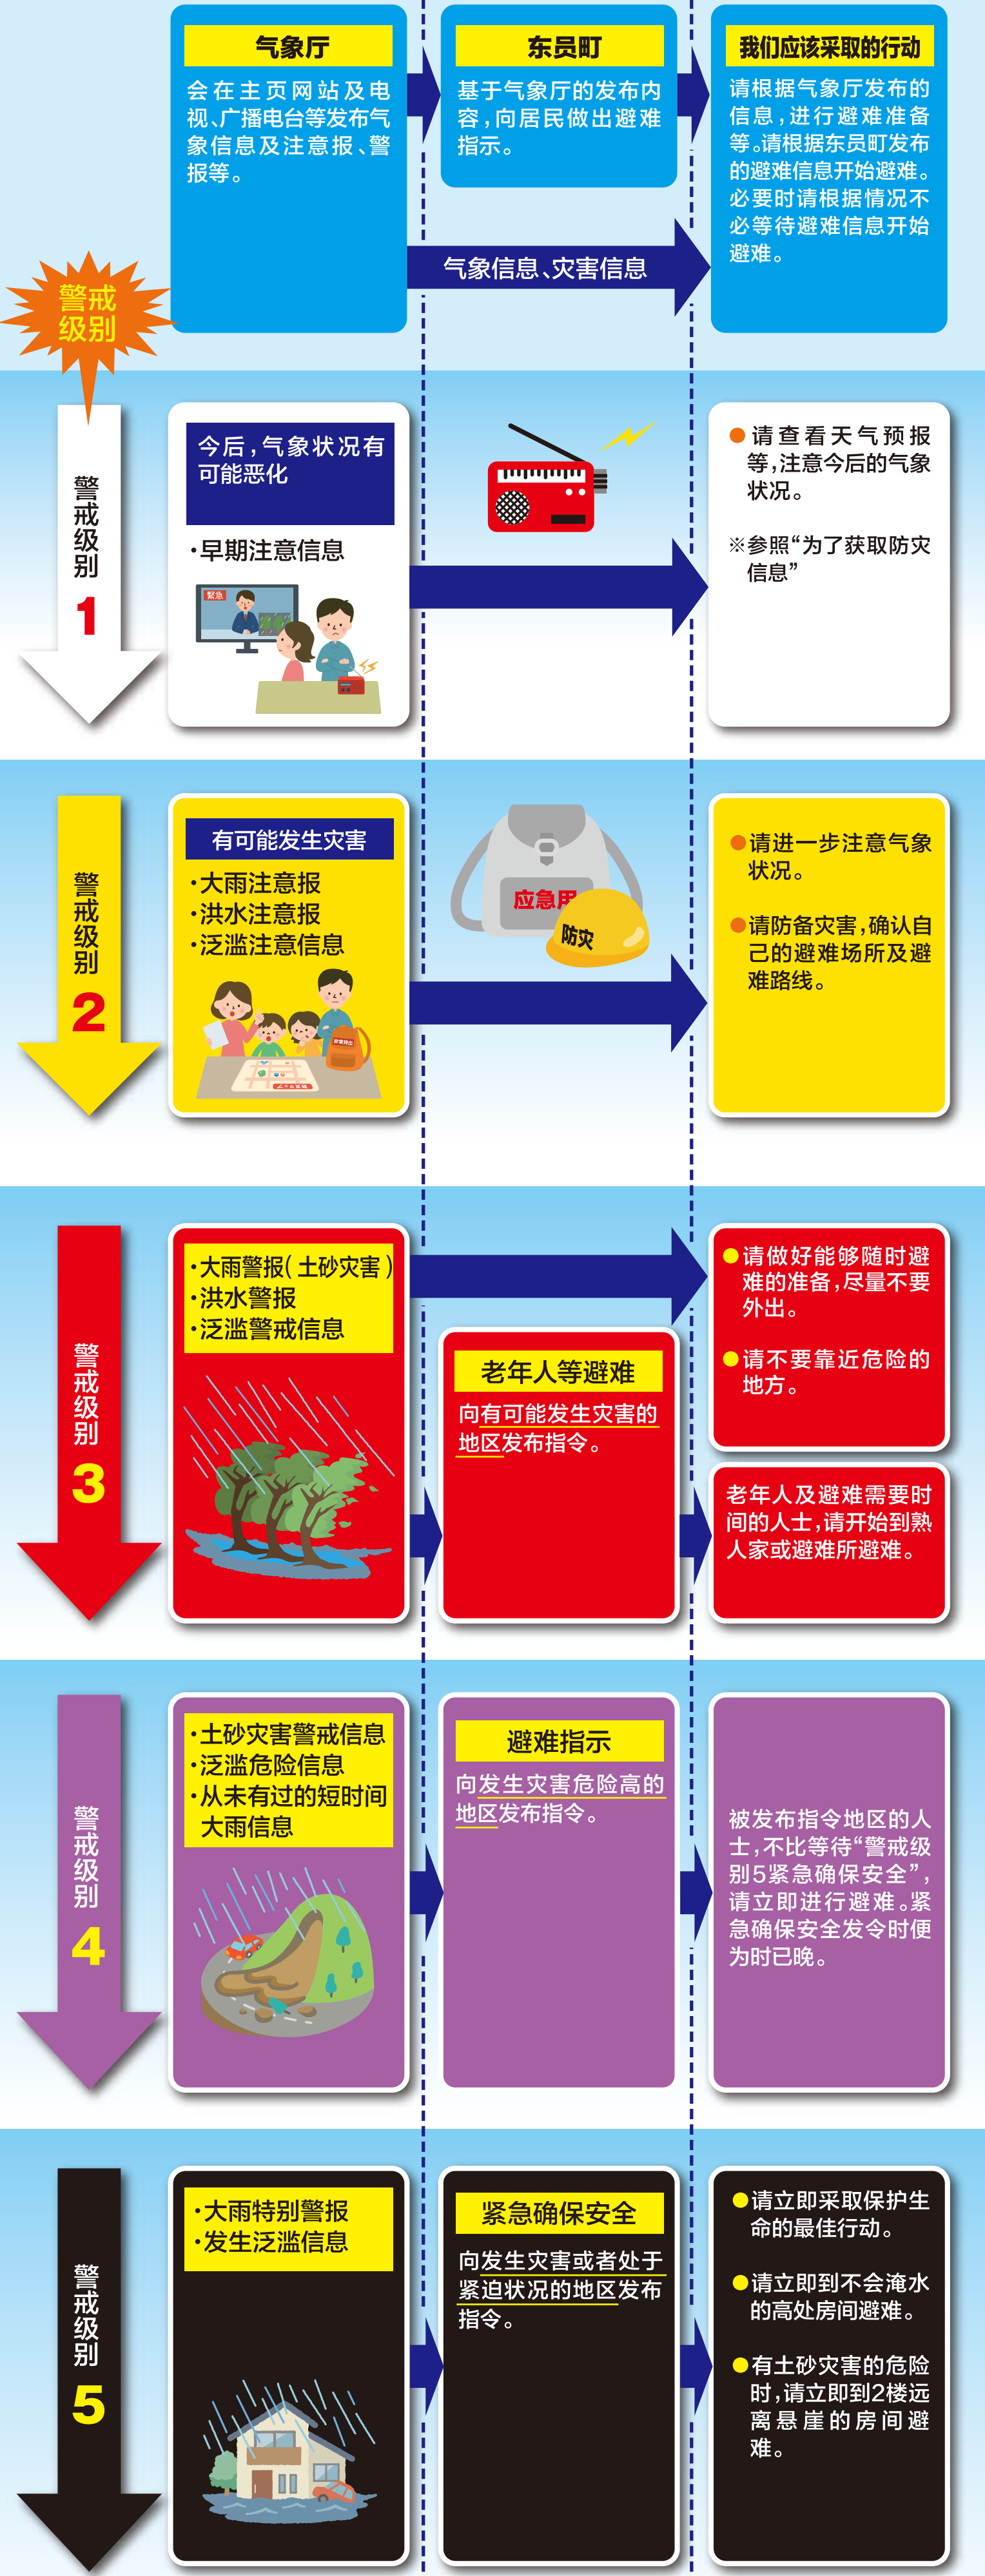 气象厅
会在主页网站及电
视、广播电台等发布气
象信息及注意报、警
报等。
东员町
基于气象厅的发布内
容，向居民做出避难
指示。
我们应该采取的行动
请根据气象厅发布的
信息，进行避难准备
等。请根据东员町发布
的避难信息开始避难。
必要时请根据情况不
必等待避难信息开始
避难。
气象信息、灾害信息
警戒
级别
警戒级别
1
今后，气象状况有
可能恶化
·早期注意信息
緊急
●请查看天气预报
等，注意今后的气象
状况。
※参照“为了获取防灾
信息”
警戒级别
2
有可能发生灾害
·大雨注意报
·洪水注意报
·泛滥注意信息
应急用
防灾
●请进一步注意气象
状况。
●请防备灾害，确认自
己的避难场所及避
难路线。
警戒级别
3
·大雨警报（土砂灾害）
·洪水警报
·泛滥警戒信息
老年人等避难
向有可能发生灾害的
地区发布指令。
●请做好能够随时避
难的准备，尽量不要
外出。
●请不要靠近危险的
地方。
老年人及避难需要时
间的人士，请开始到熟
人家或避难所避难。
警戒级别
4
·土砂灾害警戒信息
·泛滥危险信息
·从未有过的短时间
大雨信息
避难指示
向发生灾害危险高的
地区发布指令。
被发布指令地区的人
士，不比等待“警戒级
别5紧急确保安全”，
请立即进行避难。紧
急确保安全发令时便
为时已晚。
警戒级别
5
·大雨特别警报
·发生泛滥信息
紧急确保安全
向发生灾害或者处于
紧迫状况的地区发布
指令。
●请立即采取保护生
命的最佳行动。
●请立即到不会淹水
的高处房间避难。
●有土砂灾害的危险
时，请立即到2楼远
离悬崖的房间避
难。